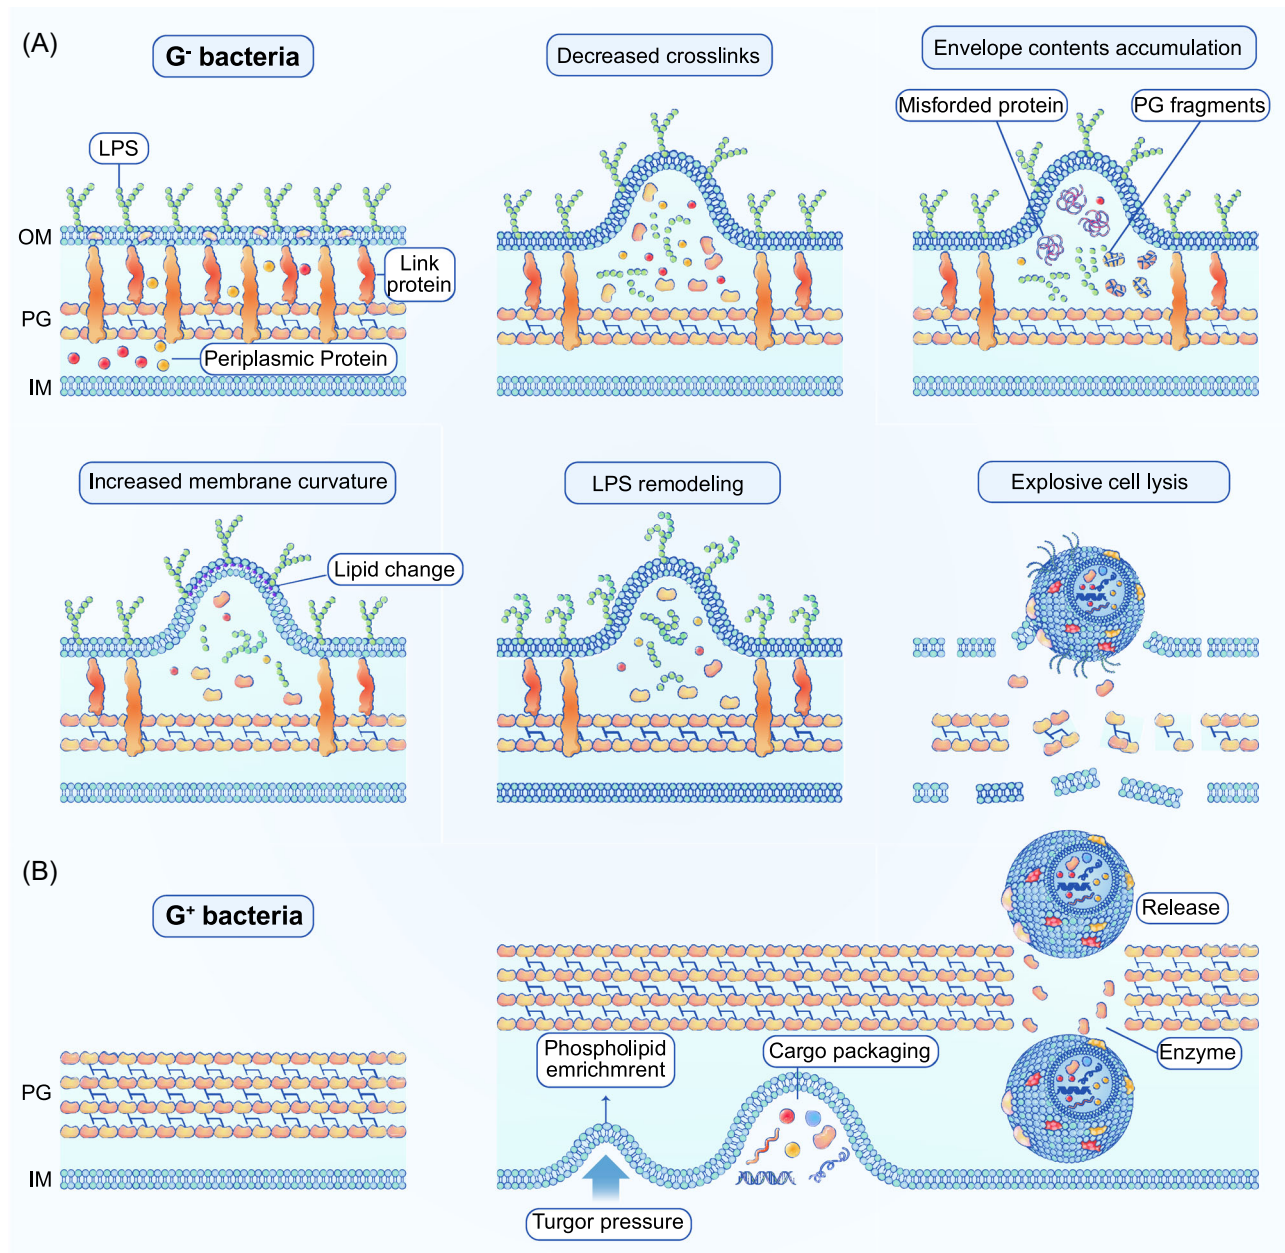 (A)
G⁻ bacteria
Decreased crosslinks
Envelope contents accumulation
Misforded protein
PG fragments
LPS
OM
Link
protein
PG
Periplasmic Protein
IM
Increased membrane curvature
LPS remodeling
Explosive cell lysis
Lipid change
(B)
G⁺ bacteria
Release
Phospholipid
emrichmrent
Cargo packaging
Enzyme
PG
IM
Turgor pressure